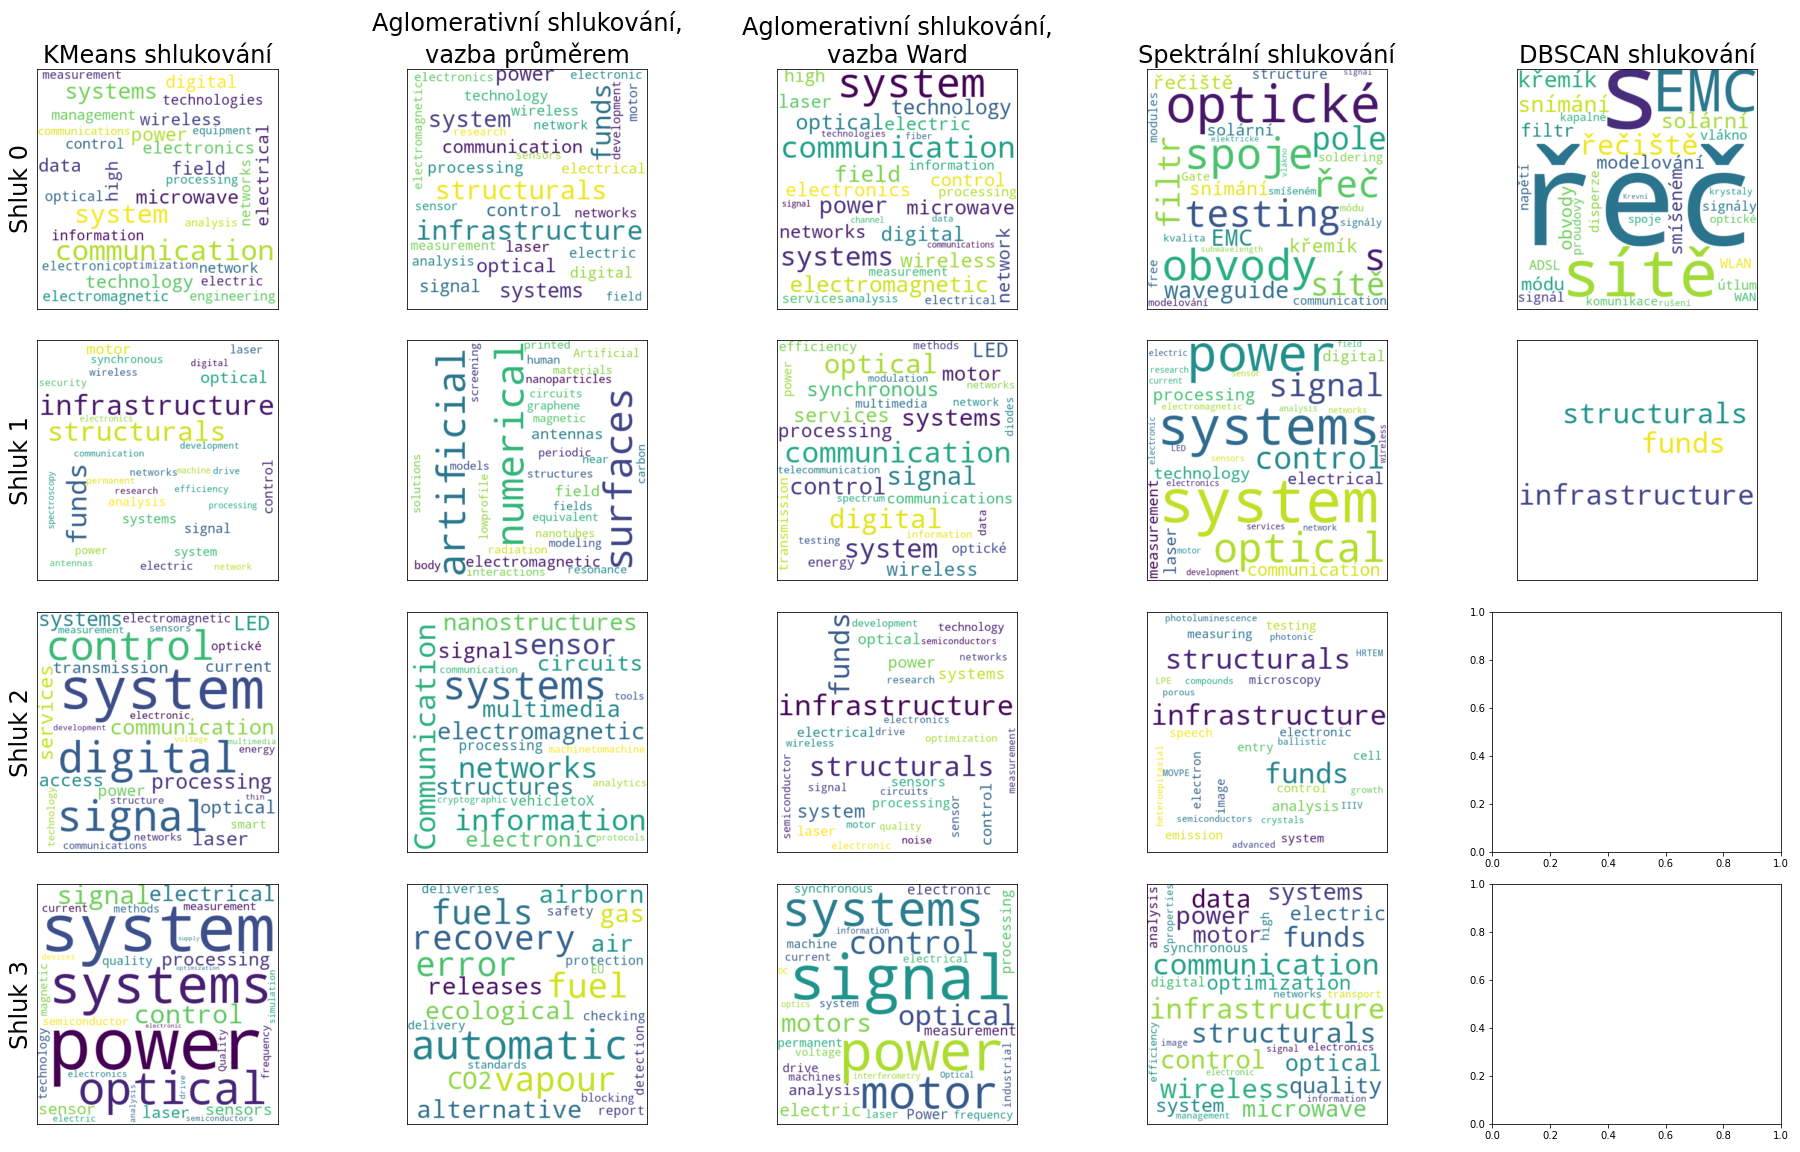 KMeans shlukování
Aglomerativní shlukování,
vazba průměrem
Aglomerativní shlukování,
vazba Ward
Spektrální shlukování
DBSCAN shlukování
Shluk 0
measurement
digital
systems
technologies
management
wireless
communications
power
equipment
control
electronics
electrical
data
high
field
processing
networks
optical
microwave
system
analysis
information
communication
electronic
optimization
network
technology
electric
electromagnetic
engineering
electronics
power
electronic
electromagnetics
technology
wireless
funds
development
motor
system
network
research
communication
sensors
processing
electrical
structurals
sensor
control
networks
infrastructure
measurement
laser
analysis
optical
electric
digital
signal
systems
field
high
system
laser
technology
optical
electric
technologies
fiber
communication
information
field
control
electronics
processing
signal
power
microwave
channel
data
networks
digital
communications
network
systems
wireless
measurement
electromagnetic
services
analysis
electrical
řečiště
structure
signal
modules
optické
solární
elektrické
pole
filtr
spoje
vlákno
soldering
Gate
snímání
smíšeném
řeč
testing
módu
signály
kvalita
EMC
křemík
subwavelength
free
obvody
s
waveguide
sítě
modelování
communication
křemík
s
EMC
snímání
kapalné
solární
filtr
řečiště
vlákno
modelování
napětí
řeč
obvody
proudový
disperze
Krevní
smíšeném
krystaly
signály
spoje
optické
ADSL
sítě
WLAN
módu
útlum
signál
komunikace
rušení
WAN
Shluk 1
motor
laser
synchronous
digital
wireless
security
optical
infrastructure
electronics
structurals
development
communication
spectroscopy
funds
networks
machine
drive
permanent
control
research
efficiency
analysis
processing
systems
signal
power
system
antennas
electric
network
printed
screening
human
Artificial
materials
artificial
numerical
nanoparticles
circuits
graphene
magnetic
surfaces
antennas
periodic
solutions
models
near
structures
carbon
lowprofile
field
fields
equivalent
nanotubes
modeling
radiation
body
electromagnetic
interactions
resonance
efficiency
methods
LED
optical
power
modulation
motor
synchronous
networks
multimedia
network
services
systems
diodes
processing
communication
telecommunication
signal
transmission
control
spectrum
communications
digital
data
testing
information
system
optické
energy
wireless
electric
power
field
digital
research
sensor
current
signal
processing
electromagnetic
analysis
networks
electronic
systems
wireless
LED
sensors
control
technology
electrical
electronics
measurement
system
services
network
laser
motor
optical
development
communication
structurals
funds
infrastructure
Shluk 2
systems
electromagnetic
measurement
sensors
LED
control
optické
transmission
current
services
system
electronic
development
communication
voltage
multimedia
digital
energy
access
processing
power
structure
thin
technology
signal
optical
smart
networks
laser
communications
nanostructures
Communication
signal
sensor
communication
circuits
systems
tools
multimedia
electromagnetic
processing
machinetomachine
networks
structures
analytics
cryptographic
vehicletoX
information
electronic
protocols
funds
development
technology
optical
semiconductors
power
networks
research
systems
infrastructure
electronics
electrical
drive
wireless
optimization
measurement
structurals
semiconductor
signal
sensors
circuits
processing
system
sensor
control
motor
quality
laser
noise
electronic
photoluminescence
testing
measuring
photonic
structurals
HRTEM
LPE
compounds
microscopy
porous
infrastructure
speech
electronic
ballistic
entry
cell
heteroepitaxial
MOVPE
electron
image
funds
control
growth
analysis
IIIV
semiconductors
crystals
emission
system
advanced
0.0
0.2
0.4
0.6
0.8
1.0
0.0 0.2 0.4 0.6 0.8 1.0
Shluk 3
signal
electrical
current
methods
measurement
system
supply
devices
quality
processing
optimization
magnetic
systems
simulation
control
semiconductor
electronic
technology
power
Quality
frequency
electronics
optical
analysis
drive
sensor
laser
sensors
electric
semiconductors
deliveries
airborn
fuels
safety
gas
recovery
air
protection
error
EO
releases
fuel
ecological
checking
delivery
automatic
detection
standards
CO2
vapour
blocking
alternative
report
synchronous
electronic
systems
processing
information
machine
control
current
electrical
DC
signal
optics
system
motors
optical
measurement
permanent
voltage
power
industrial
drive
machines
interferometry
Optical
analysis
motor
electric
laser
Power
frequency
analysis
properties
data
systems
power
high
electric
motor
funds
synchronous
communication
digital
optimization
networks
transport
infrastructure
structurals
efficiency
image
signal
electronics
control
optical
electronic
wireless
quality
information
system
microwave
management
0.0
0.2
0.4
0.6
0.8
1.0
0.0 0.2 0.4 0.6 0.8 1.0